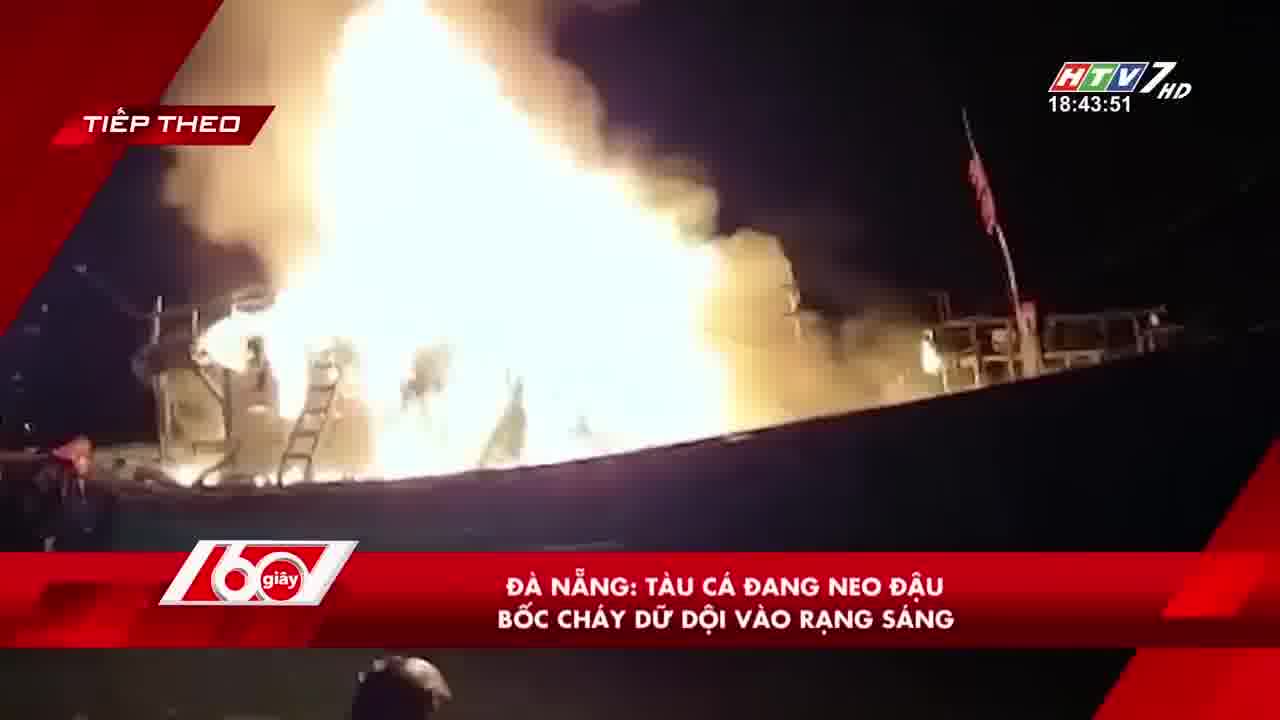 HTV7 HD
18:43:51
TIẾP THEO
60 giây
ĐÀ NẴNG: TÀU CÁ ĐANG NEO ĐẬU
BỐC CHÁY DỮ DỘI VÀO RẠNG SÁNG